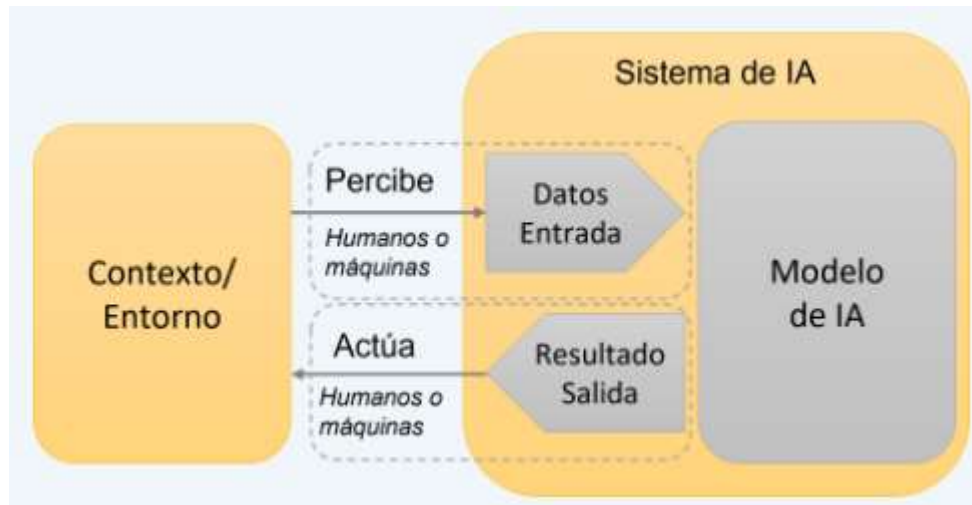 Sistema de IA
Contexto/
Entorno
Percibe
Humanos o
máquinas
Datos
Entrada
Modelo
de IA
Actúa
Humanos o
máquinas
Resultado
Salida